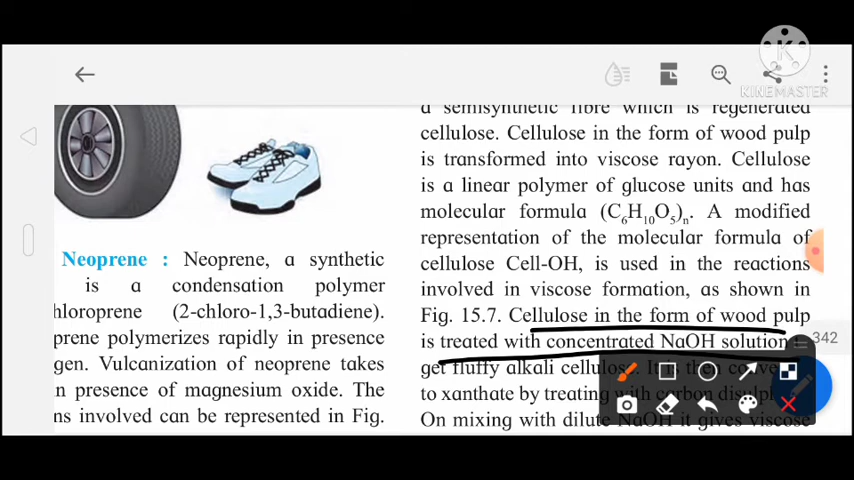 KINEMASTER
Neoprene : Neoprene, a synthetic
is a condensation polymer
hloroprene (2-chloro-1,3-butadiene).
prene polymerizes rapidly in presence
gen. Vulcanization of neoprene takes
n presence of magnesium oxide. The
ns involved can be represented in Fig.
a semisynthetic fibre which is regenerated
cellulose. Cellulose in the form of wood pulp
is transformed into viscose rayon. Cellulose
is a linear polymer of glucose units and has
molecular formula (C₆H₁₀O₅)ₙ. A modified
representation of the molecular formula of
cellulose Cell-OH, is used in the reactions
involved in viscose formation, as shown in
Fig. 15.7. Cellulose in the form of wood pulp
is treated with concentrated NaOH solution
get fluffy alkali cellulose. It is then
to xanthate by treating with carbon
On mixing with dilute NaOH it gives viscose
342